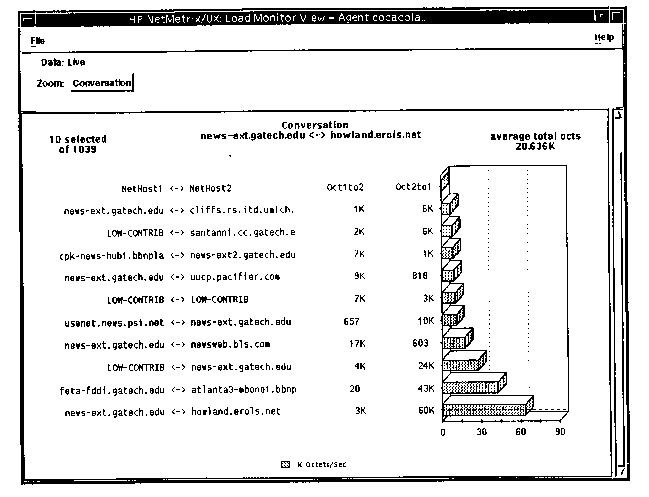 HP NetMetrix/UX: Load Monitor View - Agent cocacola..
File Help
Data: Live
Zoom: Conversation
Conversation
10 selected news-ext.gatech.edu <-> howland.erols.net average total octs
of 1039 20.636K
NetHost1 <-> NetHost2 Oct1to2 Oct2to1
news-ext.gatech.edu <-> cliffs.rs.itd.umich. 1K 6K
LOW-CONTRIB <-> santanni.cc.gatech.e 2K 6K
cpk-news-hub1.bbnpla <-> news-ext2.gatech.edu 7K 1K
news-ext.gatech.edu <-> uucp.pacifier.com 9K 818
LOW-CONTRIB <-> LOW-CONTRIB 7K 3K
usenet.news.psi.net <-> news-ext.gatech.edu 657 10K
news-ext.gatech.edu <-> newsweb.bls.com 17K 603
LOW-CONTRIB <-> news-ext.gatech.edu 4K 24K
feta-fddi.gatech.edu <-> 20 43K
news-ext.gatech.edu <-> howland.erols.net 3K 60K
0 30 60 90
K Octets/Sec